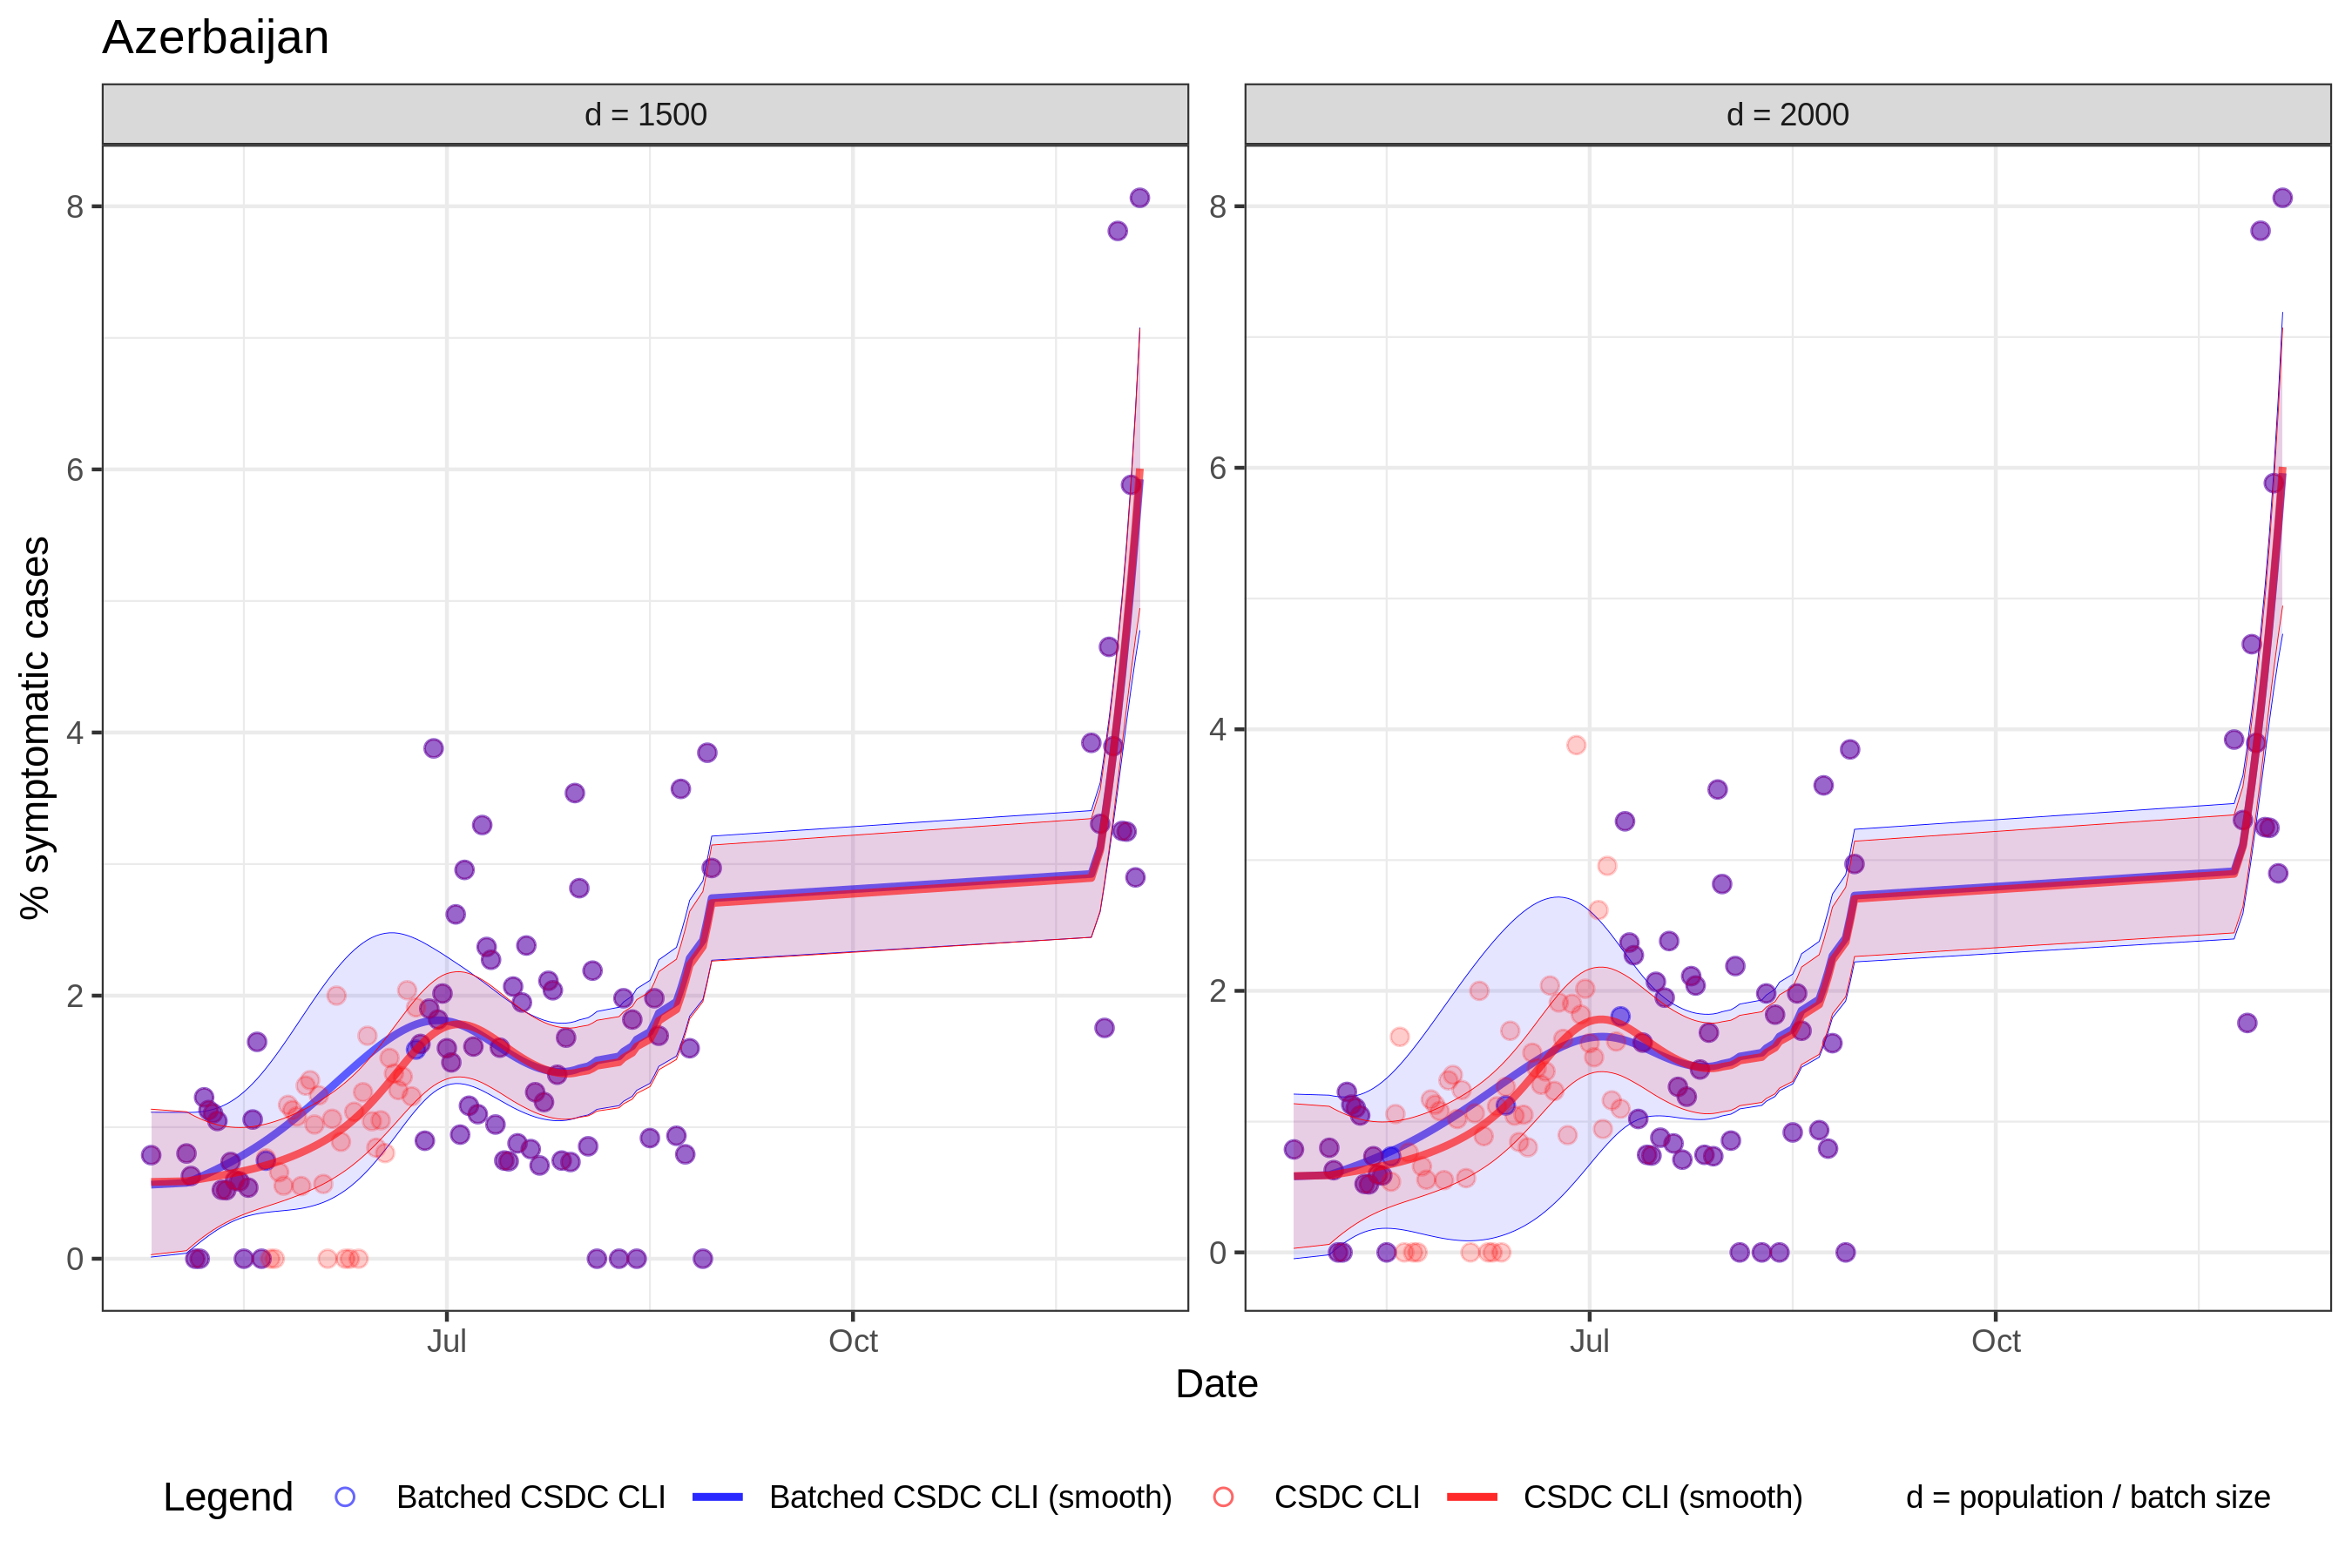 Azerbaijan
d = 1500
d = 2000
% symptomatic cases
8
6
4
2
0
8
6
4
2
0
Jul
Oct
Jul
Oct
Date
Legend
Batched CSDC CLI
Batched CSDC CLI (smooth)
CSDC CLI
CSDC CLI (smooth)
d = population / batch size